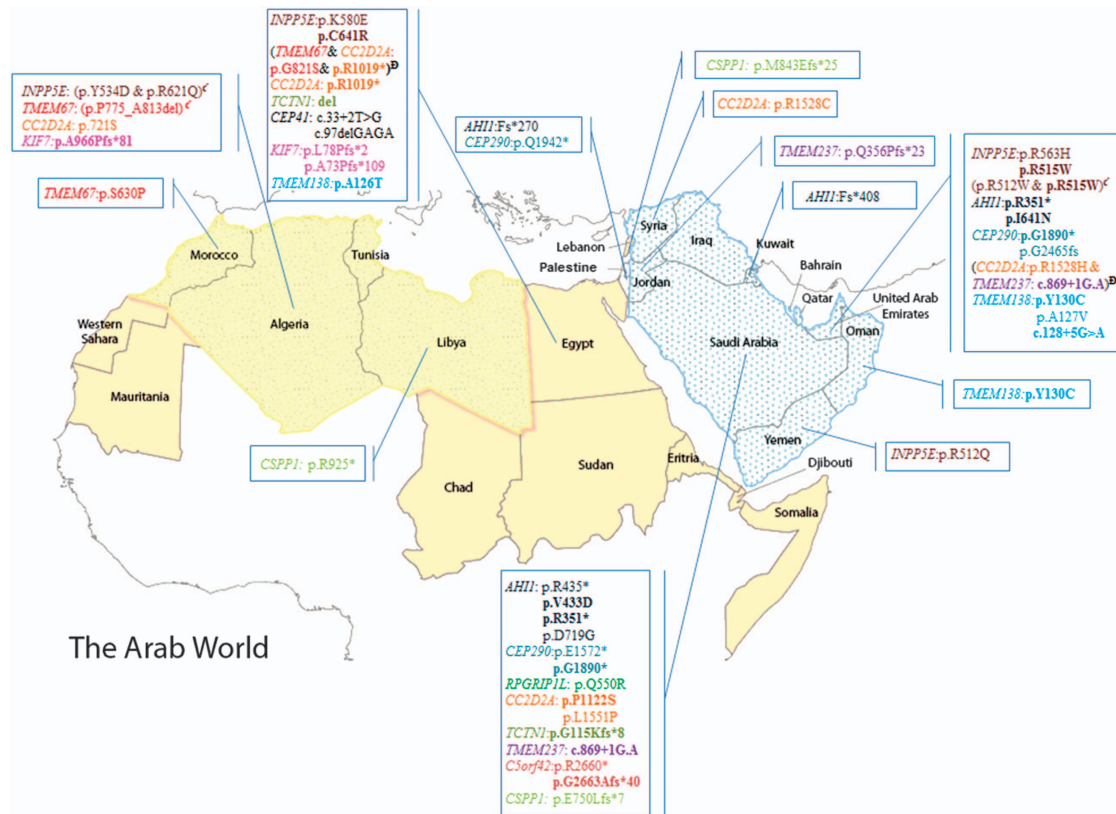 INPP5E: (p.Y534D & p.R621Q)ᶜ
TMEM67: (p.P775_A813del)ᶜ
CC2D2A: p.721S
KIF7: p.A966Pfs*81
TMEM67:p.S630P
INPP5E:p.K580E
p.C641R
(TMEM67& CC2D2A:
p.G821S& p.R1019*)Ð
CC2D2A: p.R1019*
TCTN1: del
CEP41: c.33+2T>G
c.97delGAGA
KIF7:p.L78Pfs*2
p.A73Pfs*109
TMEM138:p.A126T
AHI1:Fs*270
CEP290:p.Q1942*
CSPP1: p.M843Efs*25
CC2D2A: p.R1528C
TMEM237: p.Q356Pfs*23
AHI1:Fs*408
INPP5E:p.R563H
p.R515W
(p.R512W & p.R515W)ᶜ
AHI1:p.R351*
p.I641N
CEP290:p.G1890*
p.G2465fs
(CC2D2A:p.R1528H &
TMEM237: c.869+1G.A)Ð
TMEM138:p.Y130C
p.A127V
c.128+5G>A
TMEM138:p.Y130C
INPP5E:p.R512Q
CSPP1: p.R925*
Morocco
Tunisia
Algeria
Libya
Egypt
Western
Sahara
Mauritania
Chad
Sudan
Eritria
Djibouti
Somalia
Lebanon
Palestine
Syria
Iraq
Jordan
Kuwait
Bahrain
Qatar
United Arab
Emirates
Oman
Saudi Arabia
Yemen
The Arab World
AHI1: p.R435*
p.V433D
p.R351*
p.D719G
CEP290:p.E1572*
p.G1890*
RPGRIP1L: p.Q550R
CC2D2A: p.P1122S
p.L1551P
TCTN1:p.G115Kfs*8
TMEM237: c.869+1G.A
C5orf42:p.R2660*
p.G2663Afs*40
CSPP1: p.E750Lfs*7